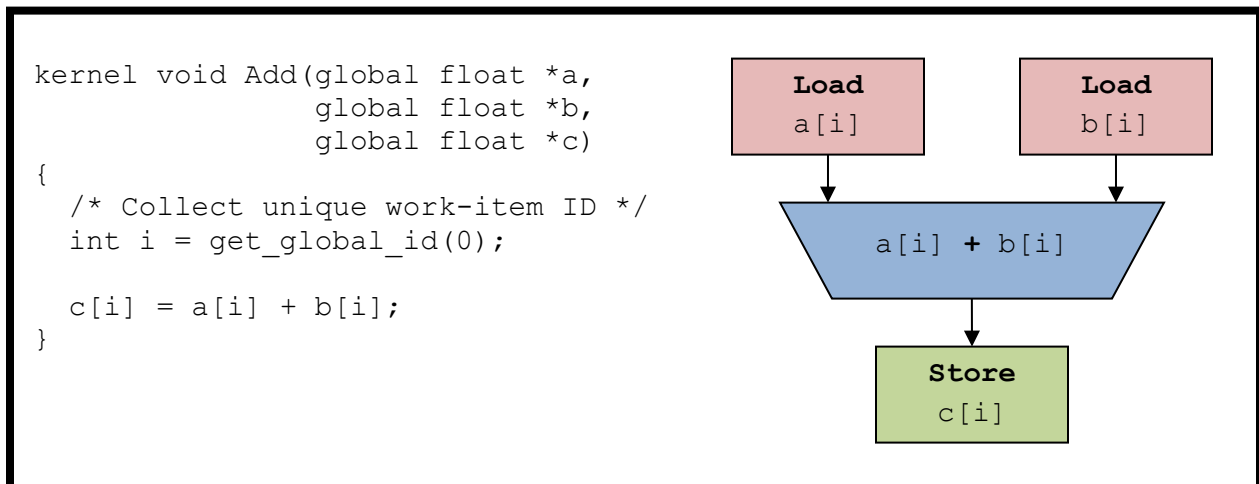 kernel void Add(global float *a,
                global float *b,
                global float *c)
{
  /* Collect unique work-item ID */
  int i = get_global_id(0);

  c[i] = a[i] + b[i];
}
Load
a[i]
Load
b[i]
a[i] + b[i]
Store
c[i]